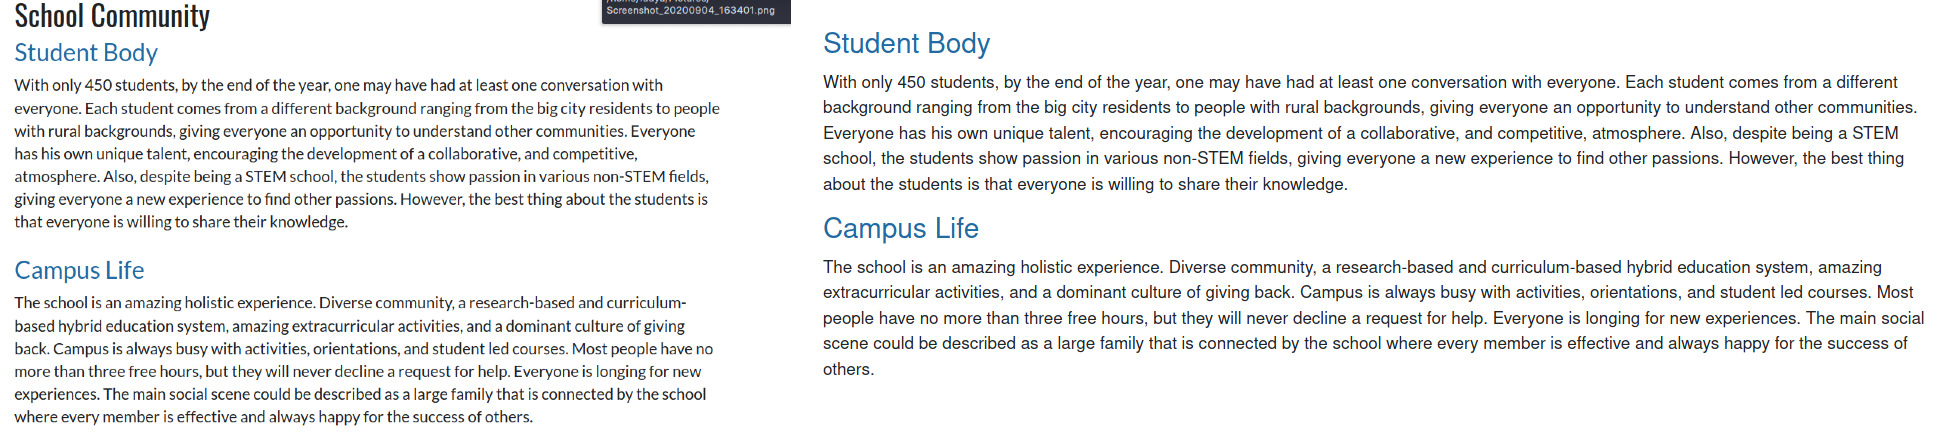 School Community
Screenshot_20200904_163401.png
Student Body
With only 450 students, by the end of the year, one may have had at least one conversation with
everyone. Each student comes from a different background ranging from the big city residents to people
with rural backgrounds, giving everyone an opportunity to understand other communities. Everyone
has his own unique talent, encouraging the development of a collaborative, and competitive,
atmosphere. Also, despite being a STEM school, the students show passion in various non-STEM fields,
giving everyone a new experience to find other passions. However, the best thing about the students is
that everyone is willing to share their knowledge.
Campus Life
The school is an amazing holistic experience. Diverse community, a research-based and curriculum-
based hybrid education system, amazing extracurricular activities, and a dominant culture of giving
back. Campus is always busy with activities, orientations, and student led courses. Most people have no
more than three free hours, but they will never decline a request for help. Everyone is longing for new
experiences. The main social scene could be described as a large family that is connected by the school
where every member is effective and always happy for the success of others.
Student Body
With only 450 students, by the end of the year, one may have had at least one conversation with everyone. Each student comes from a different
background ranging from the big city residents to people with rural backgrounds, giving everyone an opportunity to understand other communities.
Everyone has his own unique talent, encouraging the development of a collaborative, and competitive, atmosphere. Also, despite being a STEM
school, the students show passion in various non-STEM fields, giving everyone a new experience to find other passions. However, the best thing
about the students is that everyone is willing to share their knowledge.
Campus Life
The school is an amazing holistic experience. Diverse community, a research-based and curriculum-based hybrid education system, amazing
extracurricular activities, and a dominant culture of giving back. Campus is always busy with activities, orientations, and student led courses. Most
people have no more than three free hours, but they will never decline a request for help. Everyone is longing for new experiences. The main social
scene could be described as a large family that is connected by the school where every member is effective and always happy for the success of
others.